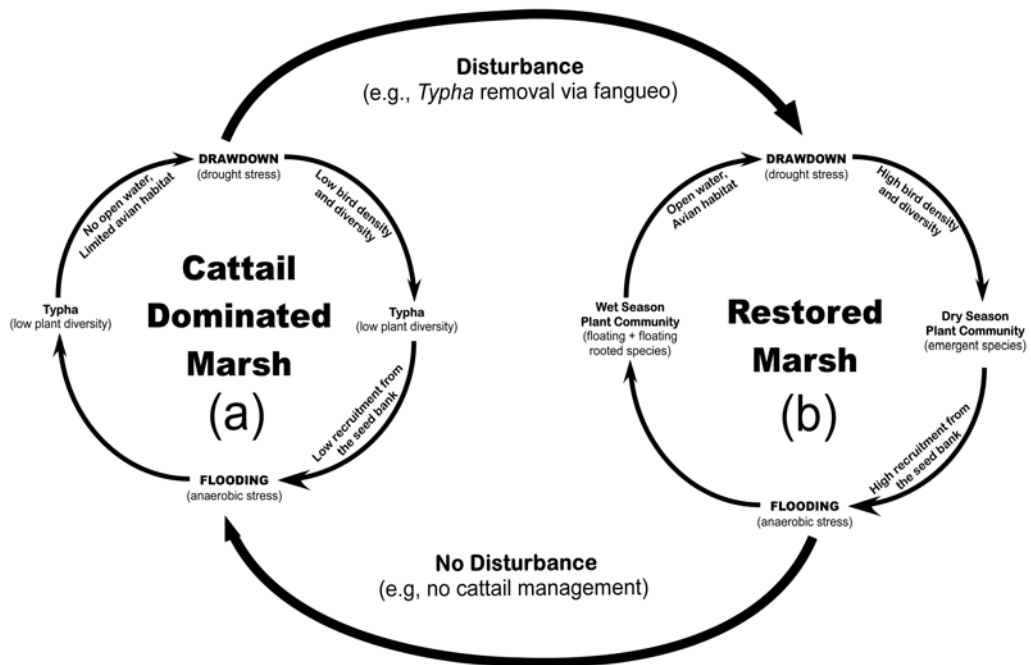 Disturbance
(e.g., Typha removal via fangueo)
DRAWDOWN
(drought stress)
No open water,
Limited avian habitat
Low bird density
and diversity
Cattail
Dominated
Marsh
(a)
Typha
(low plant diversity)
Typha
(low plant diversity)
Low recruitment from
the seed bank
FLOODING
(anaerobic stress)
DRAWDOWN
(drought stress)
Open water,
Avian habitat
High bird density
and diversity
Wet Season
Plant Community
(floating + floating
rooted species)
Restored
Marsh
(b)
Dry Season
Plant Community
(emergent species)
High recruitment from
the seed bank
FLOODING
(anaerobic stress)
No Disturbance
(e.g, no cattail management)